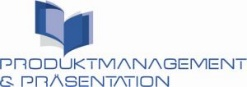 PRODUKTMANAGEMENT
& PRÄSENTATION